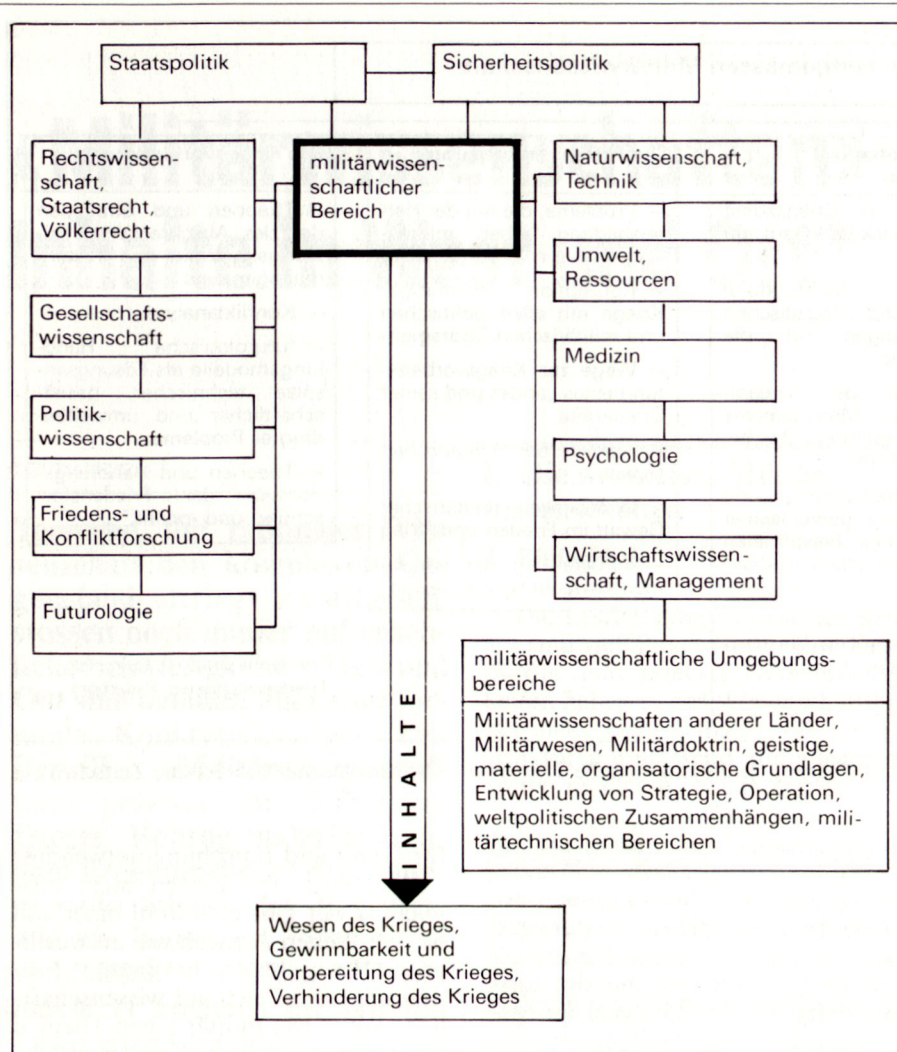 Staatspolitik
Sicherheitspolitik
militärwissen-
schaftlicher
Bereich
Rechtswissen-
schaft,
Staatsrecht,
Völkerrecht
Gesellschafts-
wissenschaft
Politik-
wissenschaft
Friedens- und
Konfliktforschung
Futurologie
Naturwissenschaft,
Technik
Umwelt,
Ressourcen
Medizin
Psychologie
Wirtschaftswissen-
schaft, Management
militärwissenschaftliche Umgebungs-
bereiche
Militärwissenschaften anderer Länder,
Militärwesen, Militärdoktrin, geistige,
materielle, organisatorische Grundlagen,
Entwicklung von Strategie, Operation,
weltpolitischen Zusammenhängen, mili-
tärtechnischen Bereichen
INHALTE
Wesen des Krieges,
Gewinnbarkeit und
Vorbereitung des Krieges,
Verhinderung des Krieges